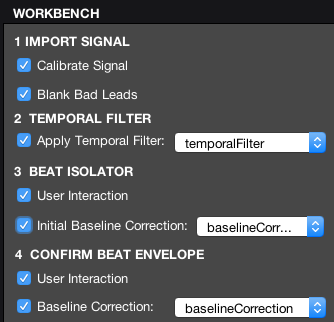 WORKBENCH
1 IMPORT SIGNAL
Calibrate Signal
Blank Bad Leads
2 TEMPORAL FILTER
Apply Temporal Filter: temporalFilter
3 BEAT ISOLATOR
User Interaction
Initial Baseline Correction: baselineCorr...
4 CONFIRM BEAT ENVELOPE
User Interaction
Baseline Correction: baselineCorrection